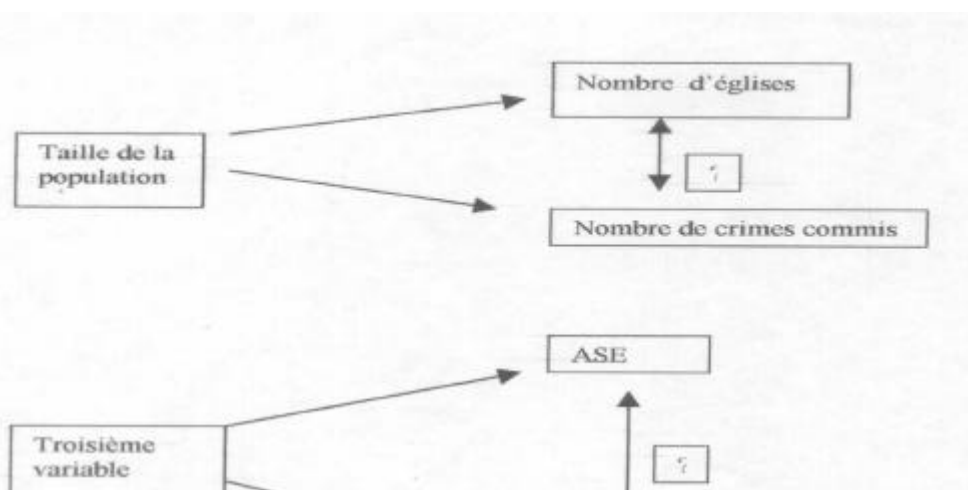 Nombre d'églises
Taille de la
population
?
Nombre de crimes commis
ASE
Troisième
variable
?